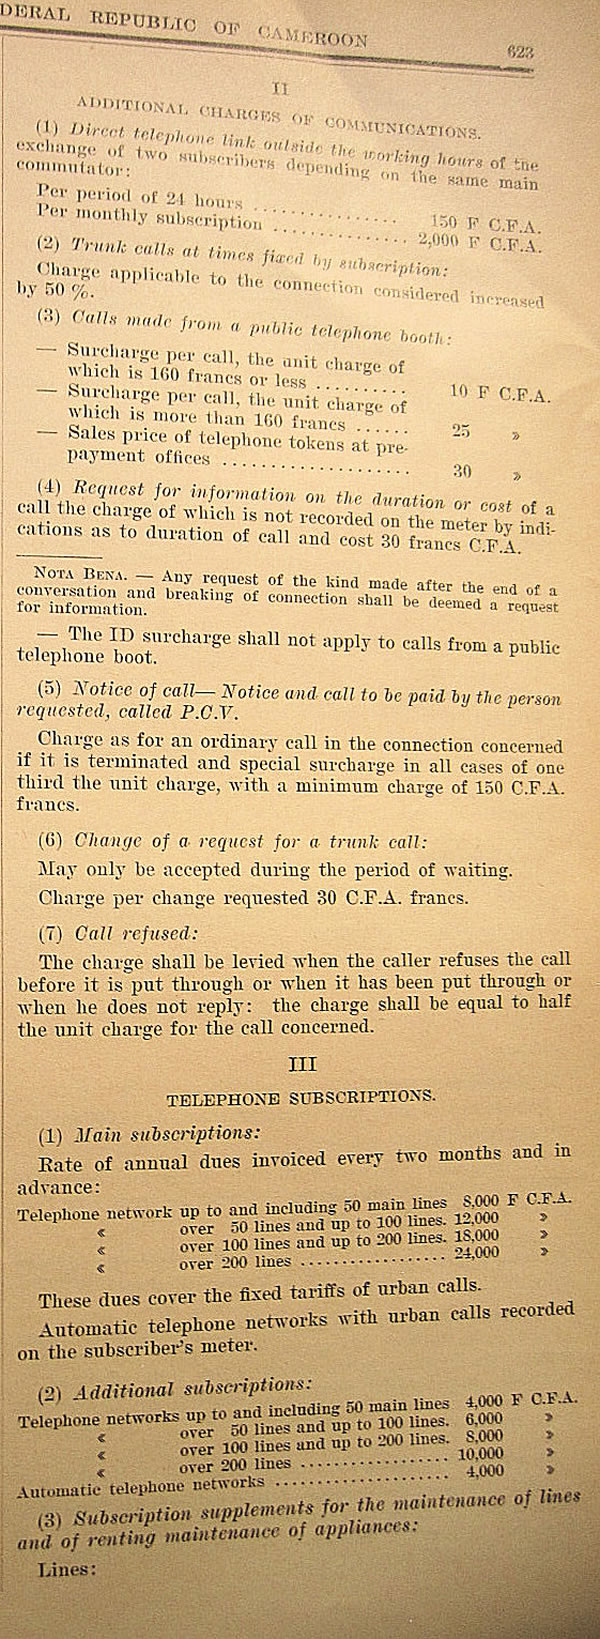 DERAL REPUBLIC OF CAMEROON 623
II
ADDITIONAL CHARGES OF COMMUNICATIONS.
(1) Direct telephone link outside the working hours of the
exchange of two subscribers depending on the same main
commutator:
Per period of 24 hours ............... 150 F C.F.A.
Per monthly subscription ............. 2,000 F C.F.A.
(2) Trunk calls at times fixed by subscription:
Charge applicable to the connection considered increased
by 50 %.
(3) Calls made from a public telephone booth:
— Surcharge per call, the unit charge of
which is 160 francs or less .......... 10 F C.F.A.
— Surcharge per call, the unit charge of
which is more than 160 francs ...... 25 »
— Sales price of telephone tokens at pre-
payment offices .................... 30 »
(4) Request for information on the duration or cost of a
call the charge of which is not recorded on the meter by indi-
cations as to duration of call and cost 30 francs C.F.A.
NOTA BENA. — Any request of the kind made after the end of a
conversation and breaking of connection shall be deemed a request
for information.
— The ID surcharge shall not apply to calls from a public
telephone boot.
(5) Notice of call— Notice and call to be paid by the person
requested, called P.C.V.
Charge as for an ordinary call in the connection concerned
if it is terminated and special surcharge in all cases of one
third the unit charge, with a minimum charge of 150 C.F.A.
francs.
(6) Change of a request for a trunk call:
May only be accepted during the period of waiting.
Charge per change requested 30 C.F.A. francs.
(7) Call refused:
The charge shall be levied when the caller refuses the call
before it is put through or when it has been put through or
when he does not reply: the charge shall be equal to half
the unit charge for the call concerned.
III
TELEPHONE SUBSCRIPTIONS.
(1) Main subscriptions:
Rate of annual dues invoiced every two months and in
advance:
Telephone network up to and including 50 main lines 8,000 F C.F.A.
« over 50 lines and up to 100 lines. 12,000 »
« over 100 lines and up to 200 lines. 18,000 »
« over 200 lines .................. 24,000 »
These dues cover the fixed tariffs of urban calls.
Automatic telephone networks with urban calls recorded
on the subscriber's meter.
(2) Additional subscriptions:
Telephone networks up to and including 50 main lines 4,000 F C.F.A.
« over 50 lines and up to 100 lines. 6,000 »
« over 100 lines and up to 200 lines. 8,000 »
« over 200 lines .................. 10,000 »
Automatic telephone networks ..................... 4,000 »
(3) Subscription supplements for the maintenance of lines
and of renting maintenance of appliances:
Lines: